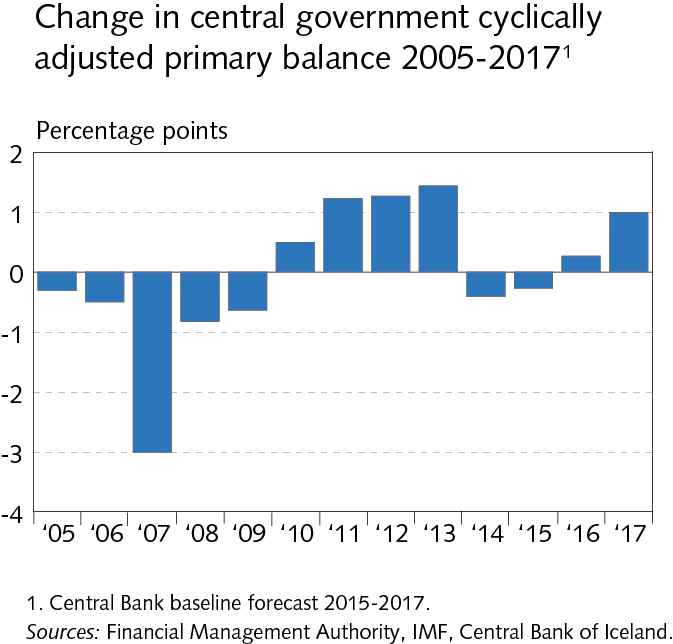 Change in central government cyclically
adjusted primary balance 2005-2017¹
Percentage points
2
1
0
-1
-2
-3
-4
‘05 ‘06 ‘07 ‘08 ‘09 ‘10 ‘11 ‘12 ‘13 ‘14 ‘15 ‘16 ‘17
1. Central Bank baseline forecast 2015-2017.
Sources: Financial Management Authority, IMF, Central Bank of Iceland.